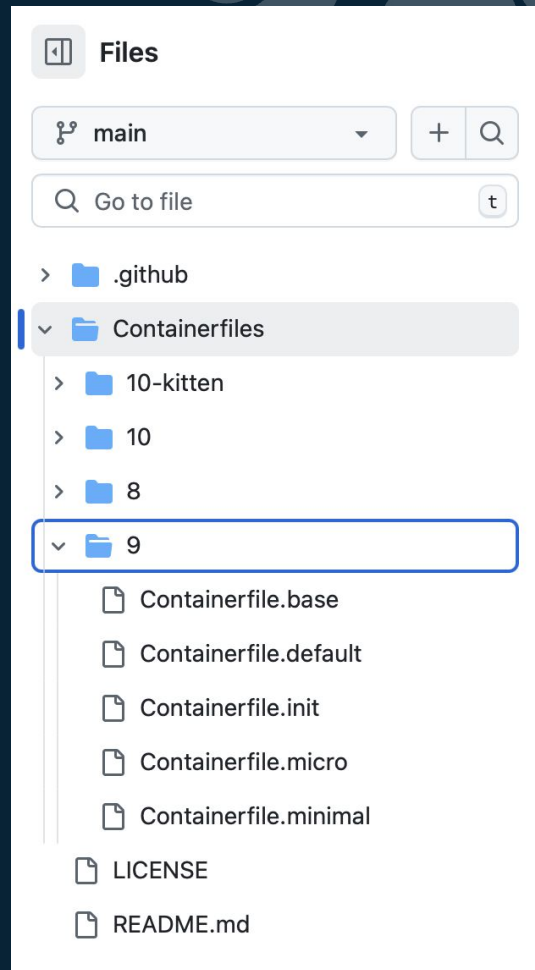 Files
main
Go to file
t
.github
Containerfiles
10-kitten
10
8
9
Containerfile.base
Containerfile.default
Containerfile.init
Containerfile.micro
Containerfile.minimal
LICENSE
README.md